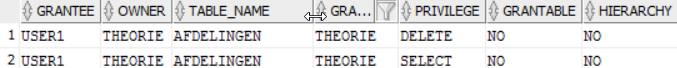 GRANTEE OWNER TABLE_NAME GRA... PRIVILEGE GRANTABLE HIERARCHY
1 USER1 THEORIE AFDELINGEN THEORIE DELETE NO NO
2 USER1 THEORIE AFDELINGEN THEORIE SELECT NO NO